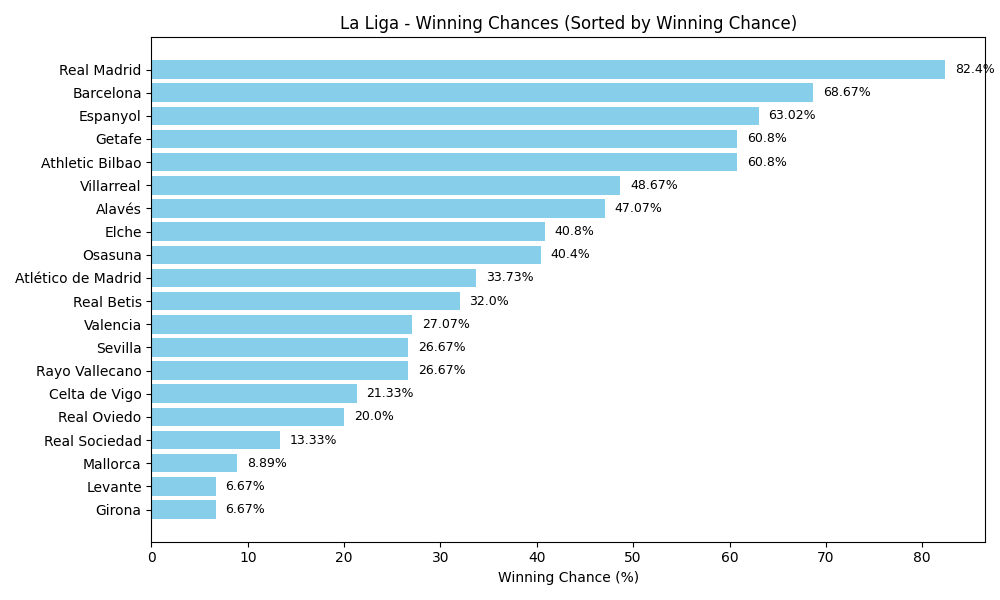 La Liga - Winning Chances (Sorted by Winning Chance)
Real Madrid 82.4%
Barcelona 68.67%
Espanyol 63.02%
Getafe 60.8%
Athletic Bilbao 60.8%
Villarreal 48.67%
Alavés 47.07%
Elche 40.8%
Osasuna 40.4%
Atlético de Madrid 33.73%
Real Betis 32.0%
Valencia 27.07%
Sevilla 26.67%
Rayo Vallecano 26.67%
Celta de Vigo 21.33%
Real Oviedo 20.0%
Real Sociedad 13.33%
Mallorca 8.89%
Levante 6.67%
Girona 6.67%
0 10 20 30 40 50 60 70 80
Winning Chance (%)